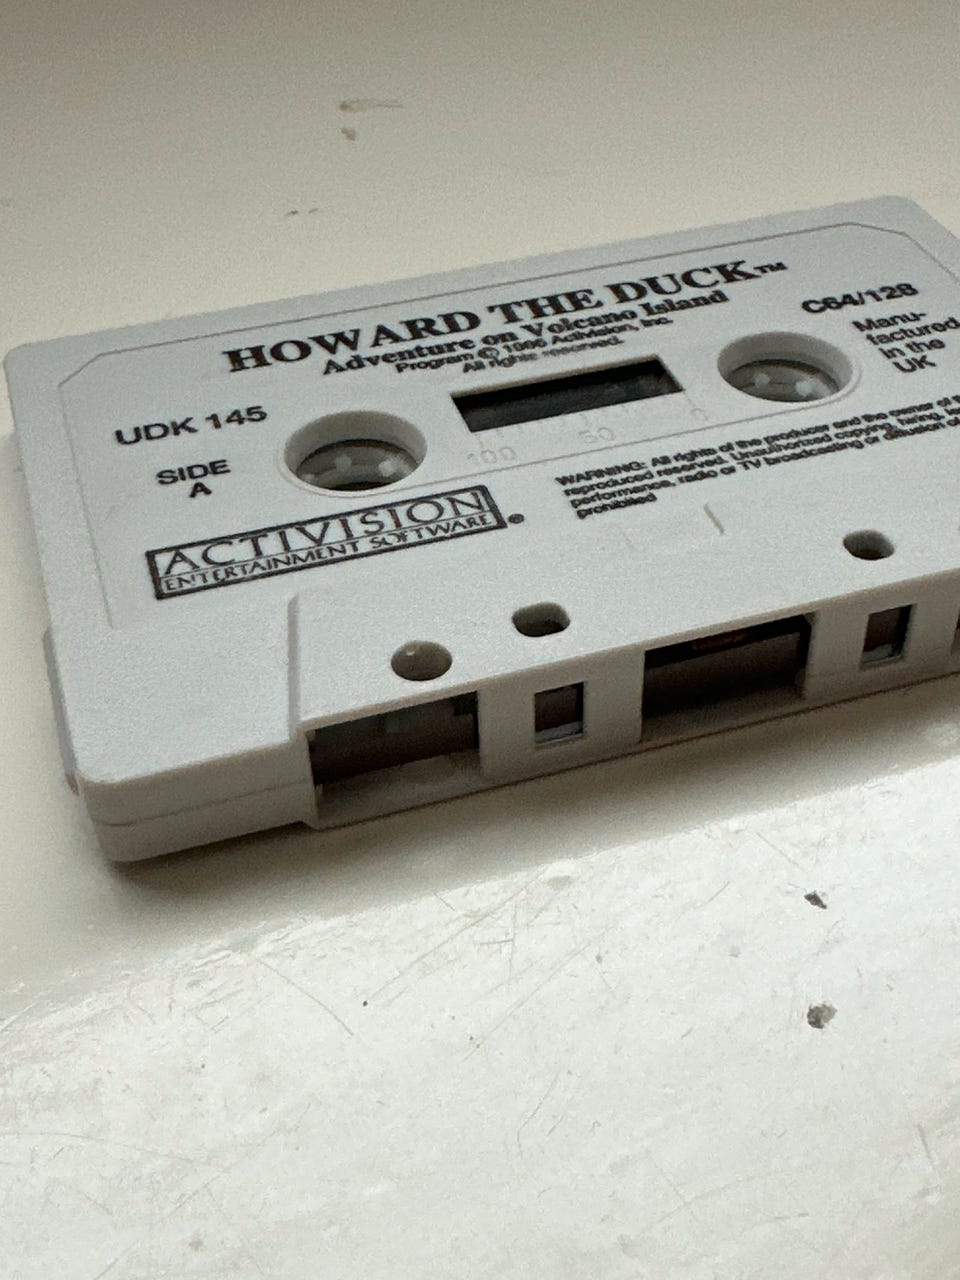 HOWARD THE DUCK™
Adventure on Volcano Island
Program © 1986 Activision, Inc.
All rights reserved.
C64/128
Manu-
factured
in the
UK
UDK 145
SIDE
A
100 50 0
WARNING: All rights of the producer and the owner of
reproduced reserved. Unauthorized copying, hiring,
performance, radio or TV broadcasting or diffusion
prohibited
ACTIVISION®
ENTERTAINMENT SOFTWARE